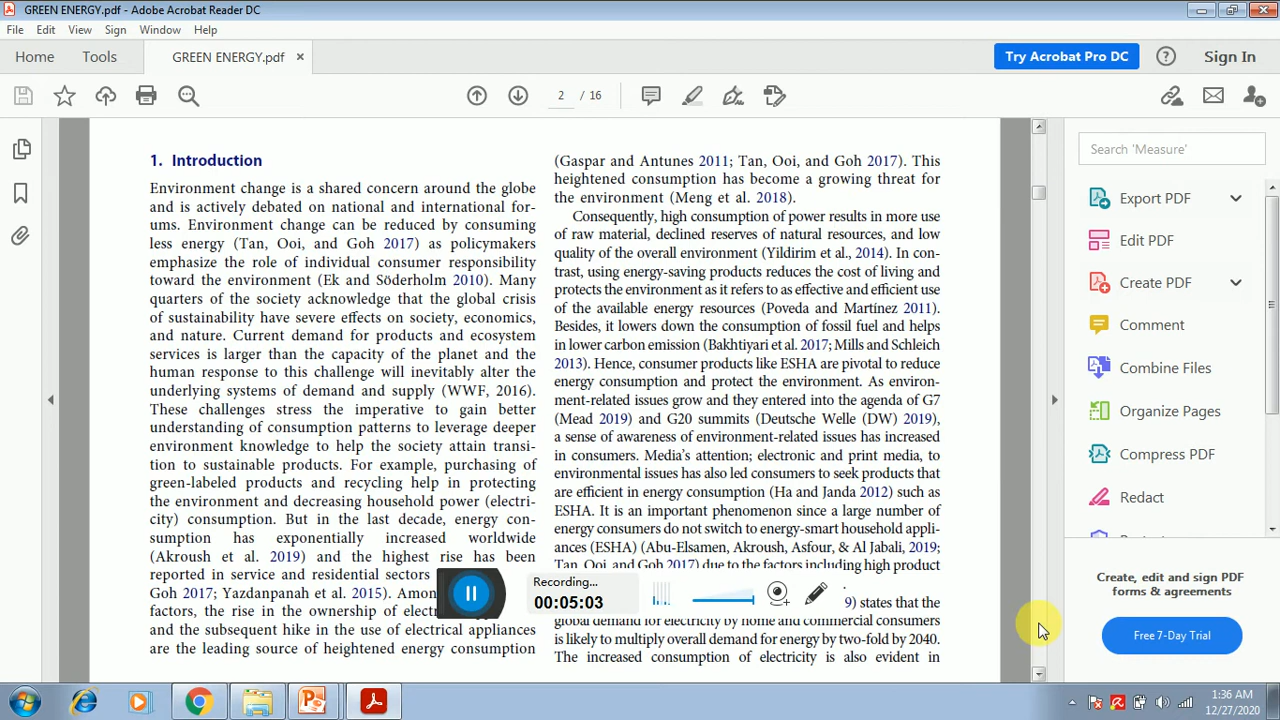 GREEN ENERGY.pdf - Adobe Acrobat Reader DC
File Edit View Sign Window Help
Home Tools GREEN ENERGY.pdf × Try Acrobat Pro DC ? Sign In
2 / 16
1. Introduction
Environment change is a shared concern around the globe
and is actively debated on national and international for-
ums. Environment change can be reduced by consuming
less energy (Tan, Ooi, and Goh 2017) as policymakers
emphasize the role of individual consumer responsibility
toward the environment (Ek and Söderholm 2010). Many
quarters of the society acknowledge that the global crisis
of sustainability have severe effects on society, economics,
and nature. Current demand for products and ecosystem
services is larger than the capacity of the planet and the
human response to this challenge will inevitably alter the
underlying systems of demand and supply (WWF, 2016).
These challenges stress the imperative to gain better
understanding of consumption patterns to leverage deeper
environment knowledge to help the society attain transi-
tion to sustainable products. For example, purchasing of
green-labeled products and recycling help in protecting
the environment and decreasing household power (electri-
city) consumption. But in the last decade, energy con-
sumption has exponentially increased worldwide
(Akroush et al. 2019) and the highest rise has been
reported in service and residential sectors
Goh 2017; Yazdanpanah et al. 2015). Among
factors, the rise in the ownership of
and the subsequent hike in the use of electrical appliances
are the leading source of heightened energy consumption
(Gaspar and Antunes 2011; Tan, Ooi, and Goh 2017). This
heightened consumption has become a growing threat for
the environment (Meng et al. 2018).
Consequently, high consumption of power results in more use
of raw material, declined reserves of natural resources, and low
quality of the overall environment (Yildirim et al., 2014). In con-
trast, using energy-saving products reduces the cost of living and
protects the environment as it refers to as effective and efficient use
of the available energy resources (Poveda and Martínez 2011).
Besides, it lowers down the consumption of fossil fuel and helps
in lower carbon emission (Bakhtiyari et al. 2017; Mills and Schleich
2013). Hence, consumer products like ESHA are pivotal to reduce
energy consumption and protect the environment. As environ-
ment-related issues grow and they entered into the agenda of G7
(Mead 2019) and G20 summits (Deutsche Welle (DW) 2019),
a sense of awareness of environment-related issues has increased
in consumers. Media's attention; electronic and print media, to
environmental issues has also led consumers to seek products that
are efficient in energy consumption (Ha and Janda 2012) such as
ESHA. It is an important phenomenon since a large number of
energy consumers do not switch to energy-smart household appli-
ances (ESHA) (Abu-Elsamen, Akroush, Asfour, & Al Jabali, 2019;
Tan, Ooi, and Goh 2017) due to the factors including high product
9) states that the
global demand for electricity by home and commercial consumers
is likely to multiply overall demand for energy by two-fold by 2040.
The increased consumption of electricity is also evident in
Recording...
00:05:03
Search 'Measure'
Export PDF
Edit PDF
Create PDF
Comment
Combine Files
Organize Pages
Compress PDF
Redact
Create, edit and sign PDF
forms & agreements
Free 7-Day Trial
1:36 AM
12/27/2020